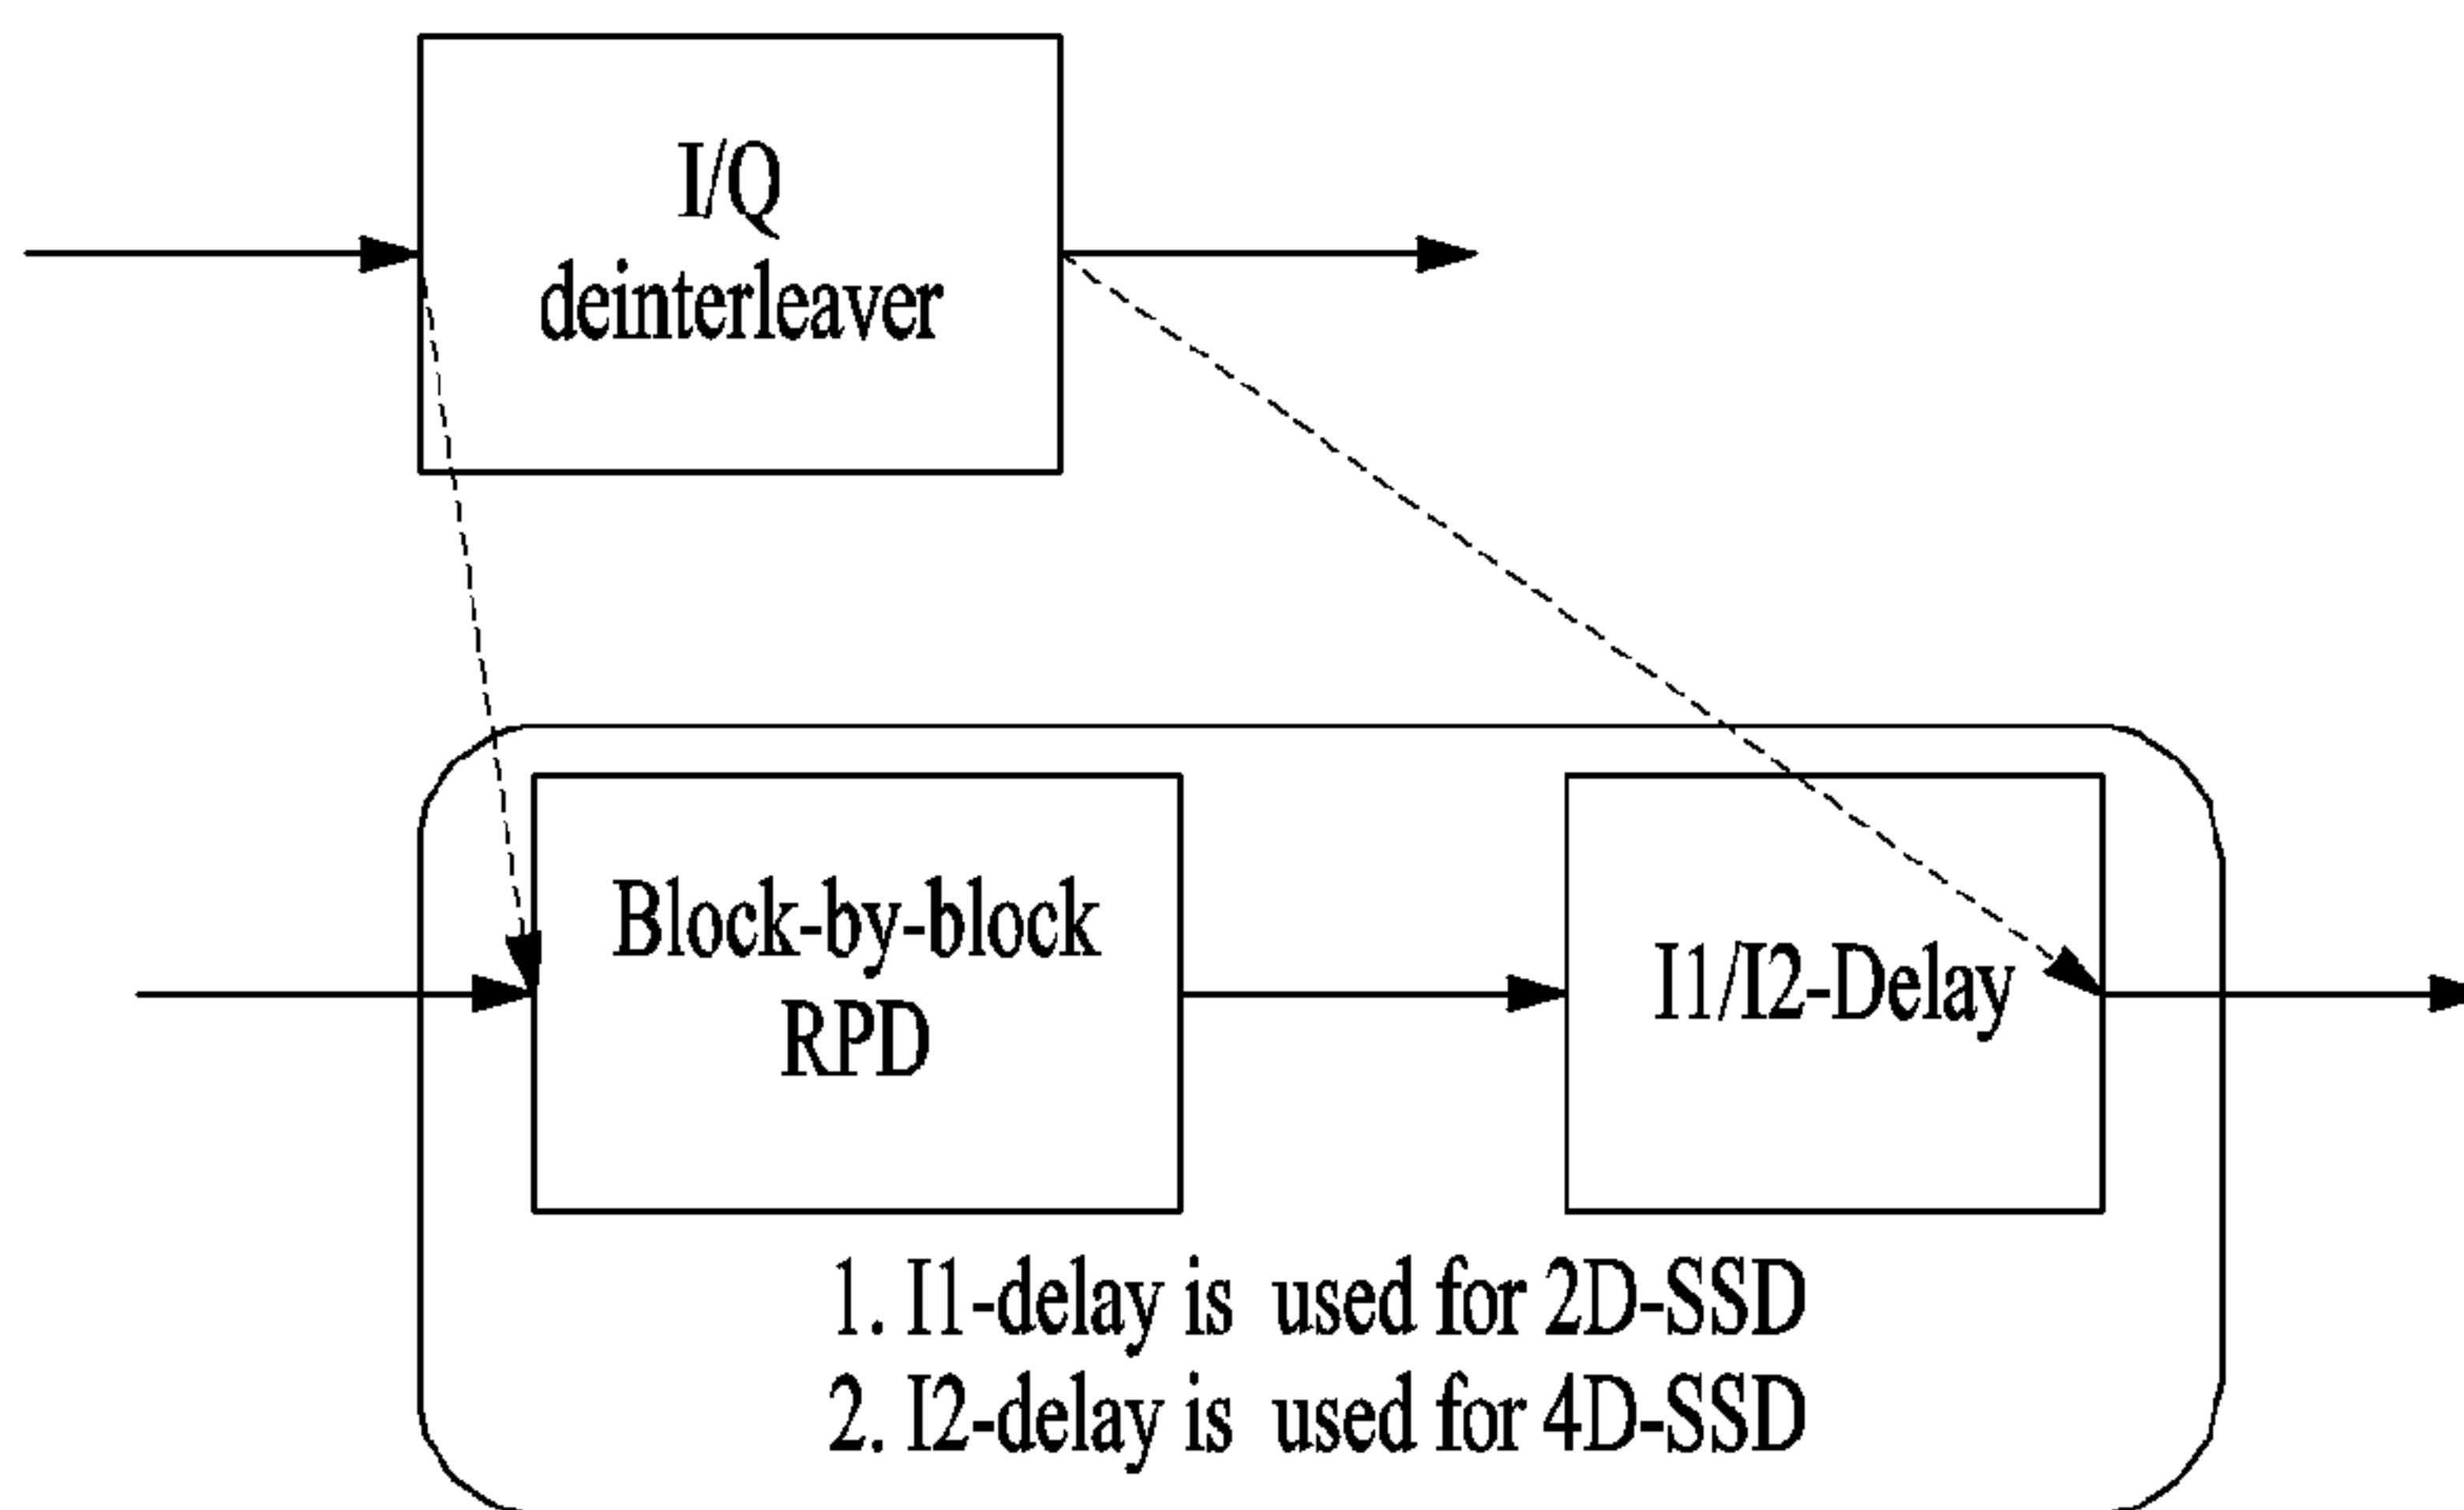 I/Q
deinterleaver
Block-by-block
RPD
I1/I2-Delay
1. I1-delay is used for 2D-SSD
2. I2-delay is used for 4D-SSD